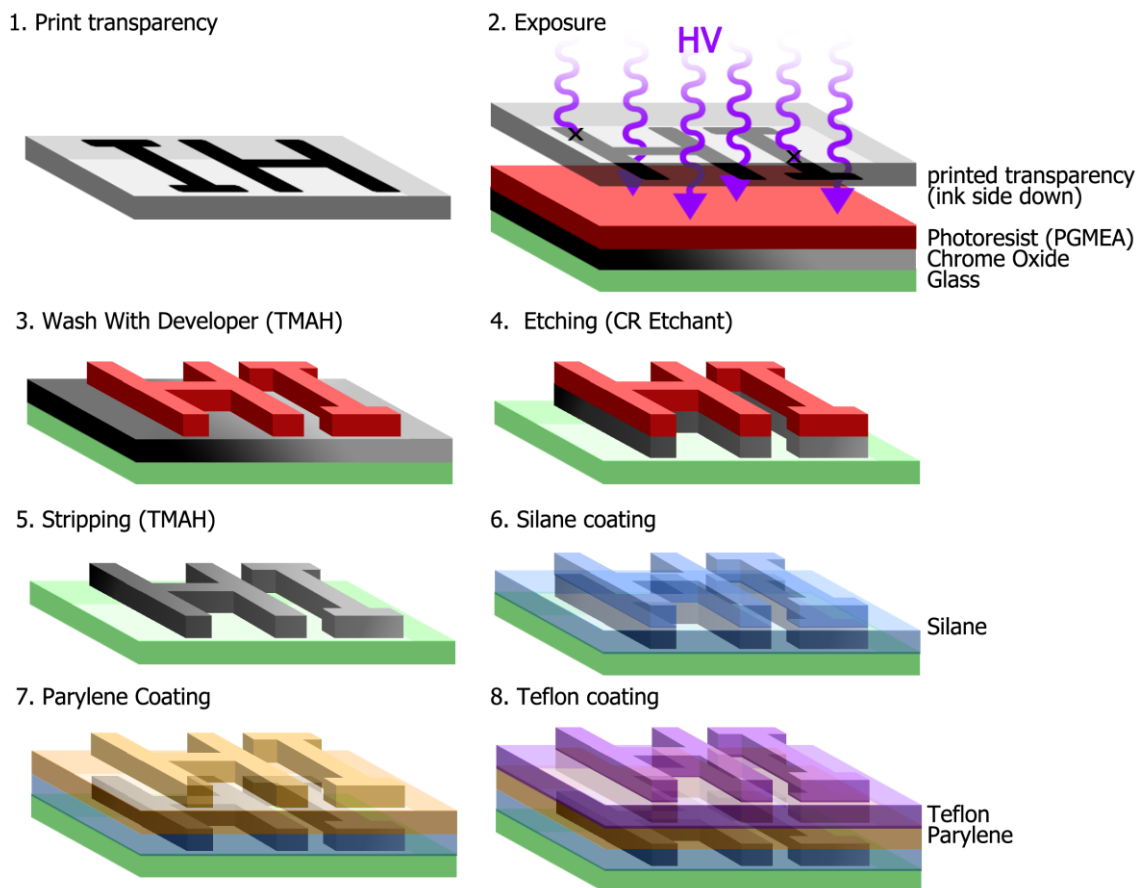 1. Print transparency
2. Exposure
HV
printed transparency
(ink side down)
Photoresist (PGMEA)
Chrome Oxide
Glass
3. Wash With Developer (TMAH)
4. Etching (CR Etchant)
5. Stripping (TMAH)
6. Silane coating
Silane
7. Parylene Coating
8. Teflon coating
Teflon
Parylene